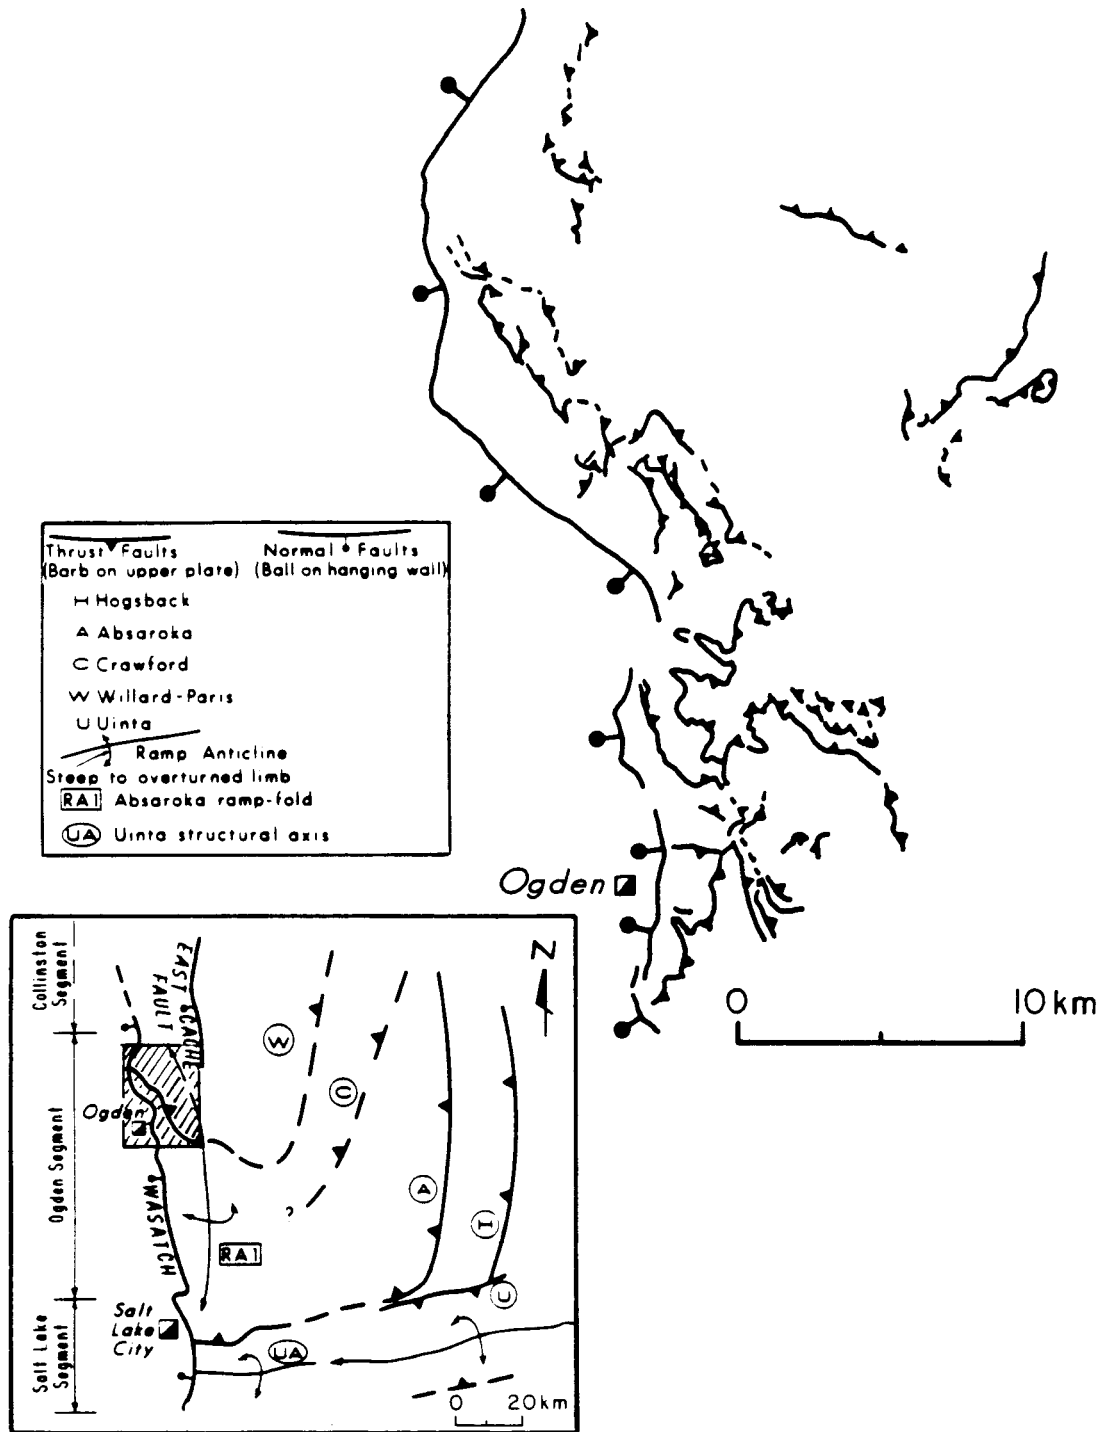 Thrust Faults
(Barb on upper plate)
Normal Faults
(Ball on hanging wall)
H Hogsback
A Absaroka
C Crawford
W Willard-Paris
U Uinta
Ramp Anticline
Steep to overturned limb
RA1 Absaroka ramp-fold
UA Uinta structural axis
Ogden
0 10 km
Collinston Segment
Ogden Segment
Salt Lake Segment
EAST CACHE
FAULT
WASATCH
Ogden
Salt
Lake
City
N
W
C
A
H
U
?
RA1
UA
0 20 km